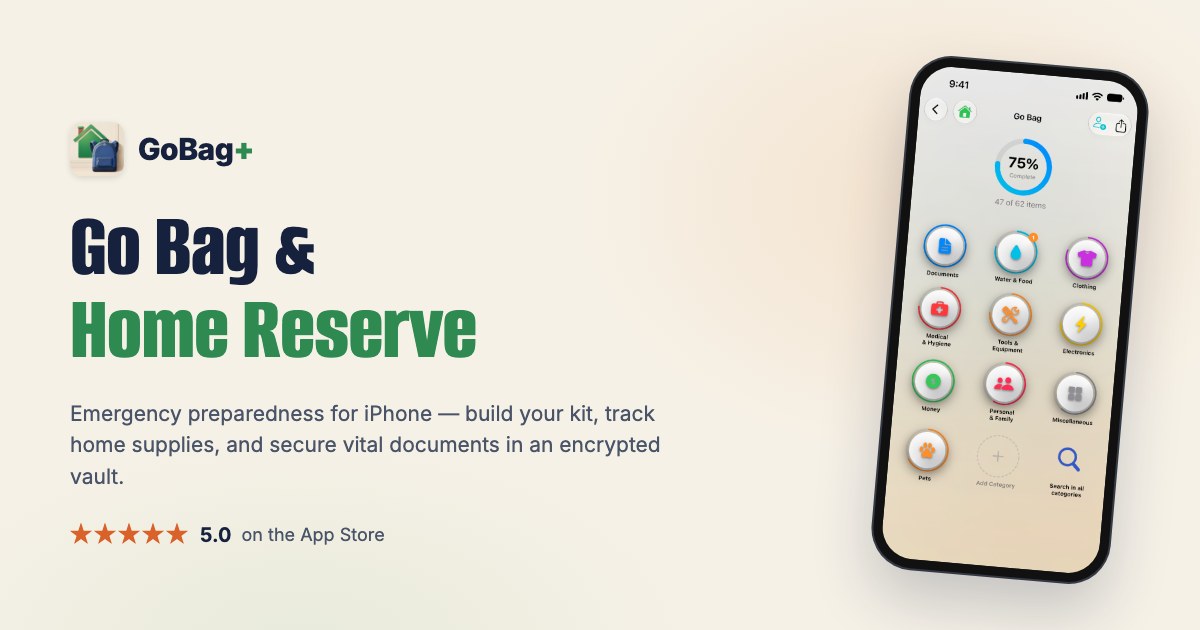 GoBag+
Go Bag &
Home Reserve
Emergency preparedness for iPhone — build your kit, track
home supplies, and secure vital documents in an encrypted
vault.
5.0 on the App Store
9:41
Go Bag
75%
Complete
47 of 62 items
Documents
Water & Food
Clothing
Medical
& Hygiene
Tools &
Equipment
Electronics
Money
Personal
& Family
Miscellaneous
Pets
Add Category
Search in all
categories